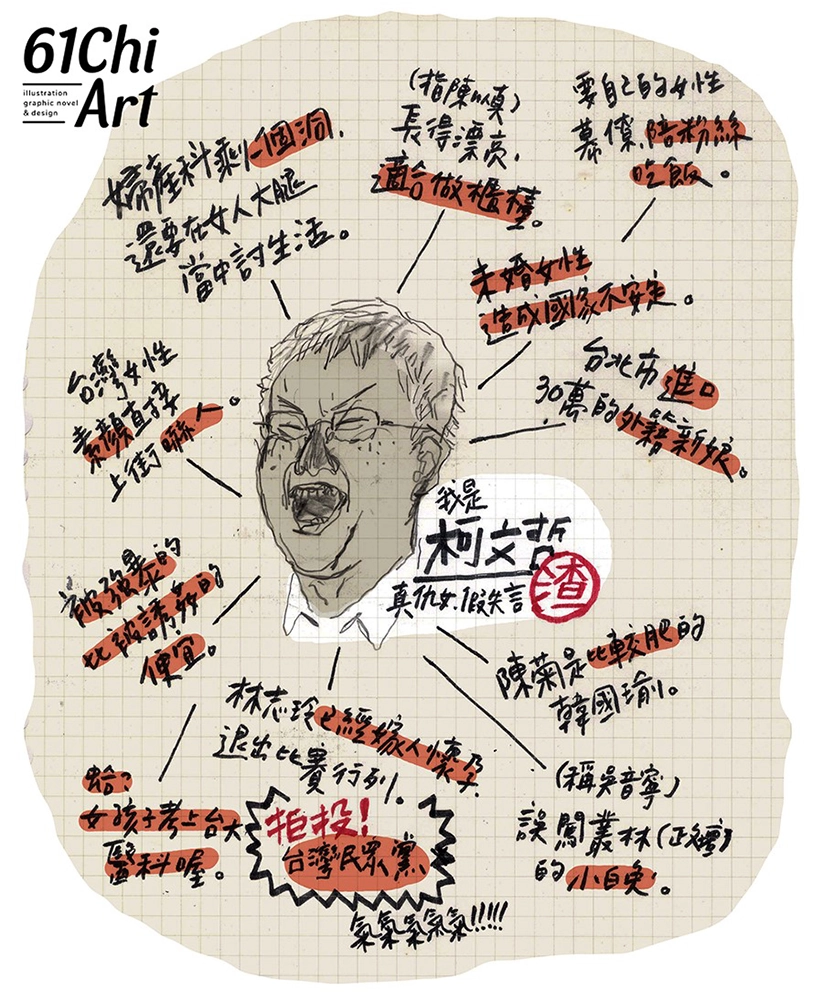 61Chi
Art
illustration
graphic novel
& design
婦產科剩一個洞,
還要在女人大腿
當中討生活。
(指陳以真)
長得漂亮,
適合做櫃檯。
要自己的女性
幕僚,陪粉絲
吃飯。
未婚女性
造成國家不安定。
台北市進口
30萬的外籍新娘。
台灣女性
素顏直接
上街嚇人。
我是
柯文哲
真仇女.假失言
渣
被強暴的
比被誘姦的
便宜。
陳菊是比較肥的
韓國瑜。
林志玲已經嫁人懷孕
退出比賽行列。
(稱吳音寧)
誤闖叢林(政壇)
的小白兔。
蛤?
女孩子考上台大
醫科喔。
拒投!
台灣民眾黨
氣氣氣氣氣!!!!!